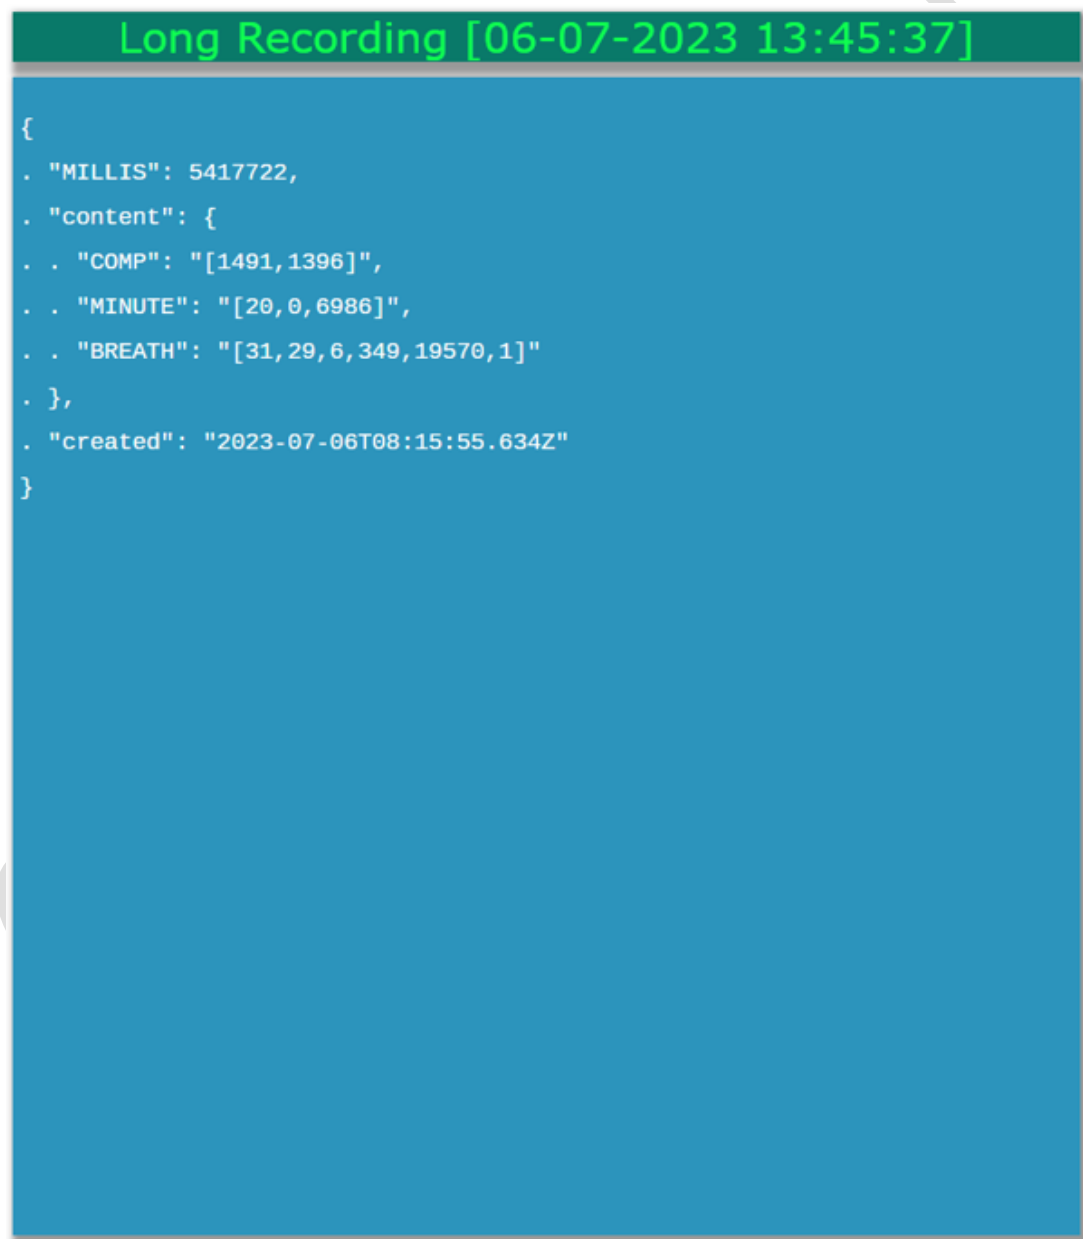 Long Recording [06-07-2023 13:45:37]
{
. "MILLIS": 5417722,
. "content": {
. . "COMP": "[1491,1396]",
. . "MINUTE": "[20,0,6986]",
. . "BREATH": "[31,29,6,349,19570,1]"
. },
. "created": "2023-07-06T08:15:55.634Z"
}